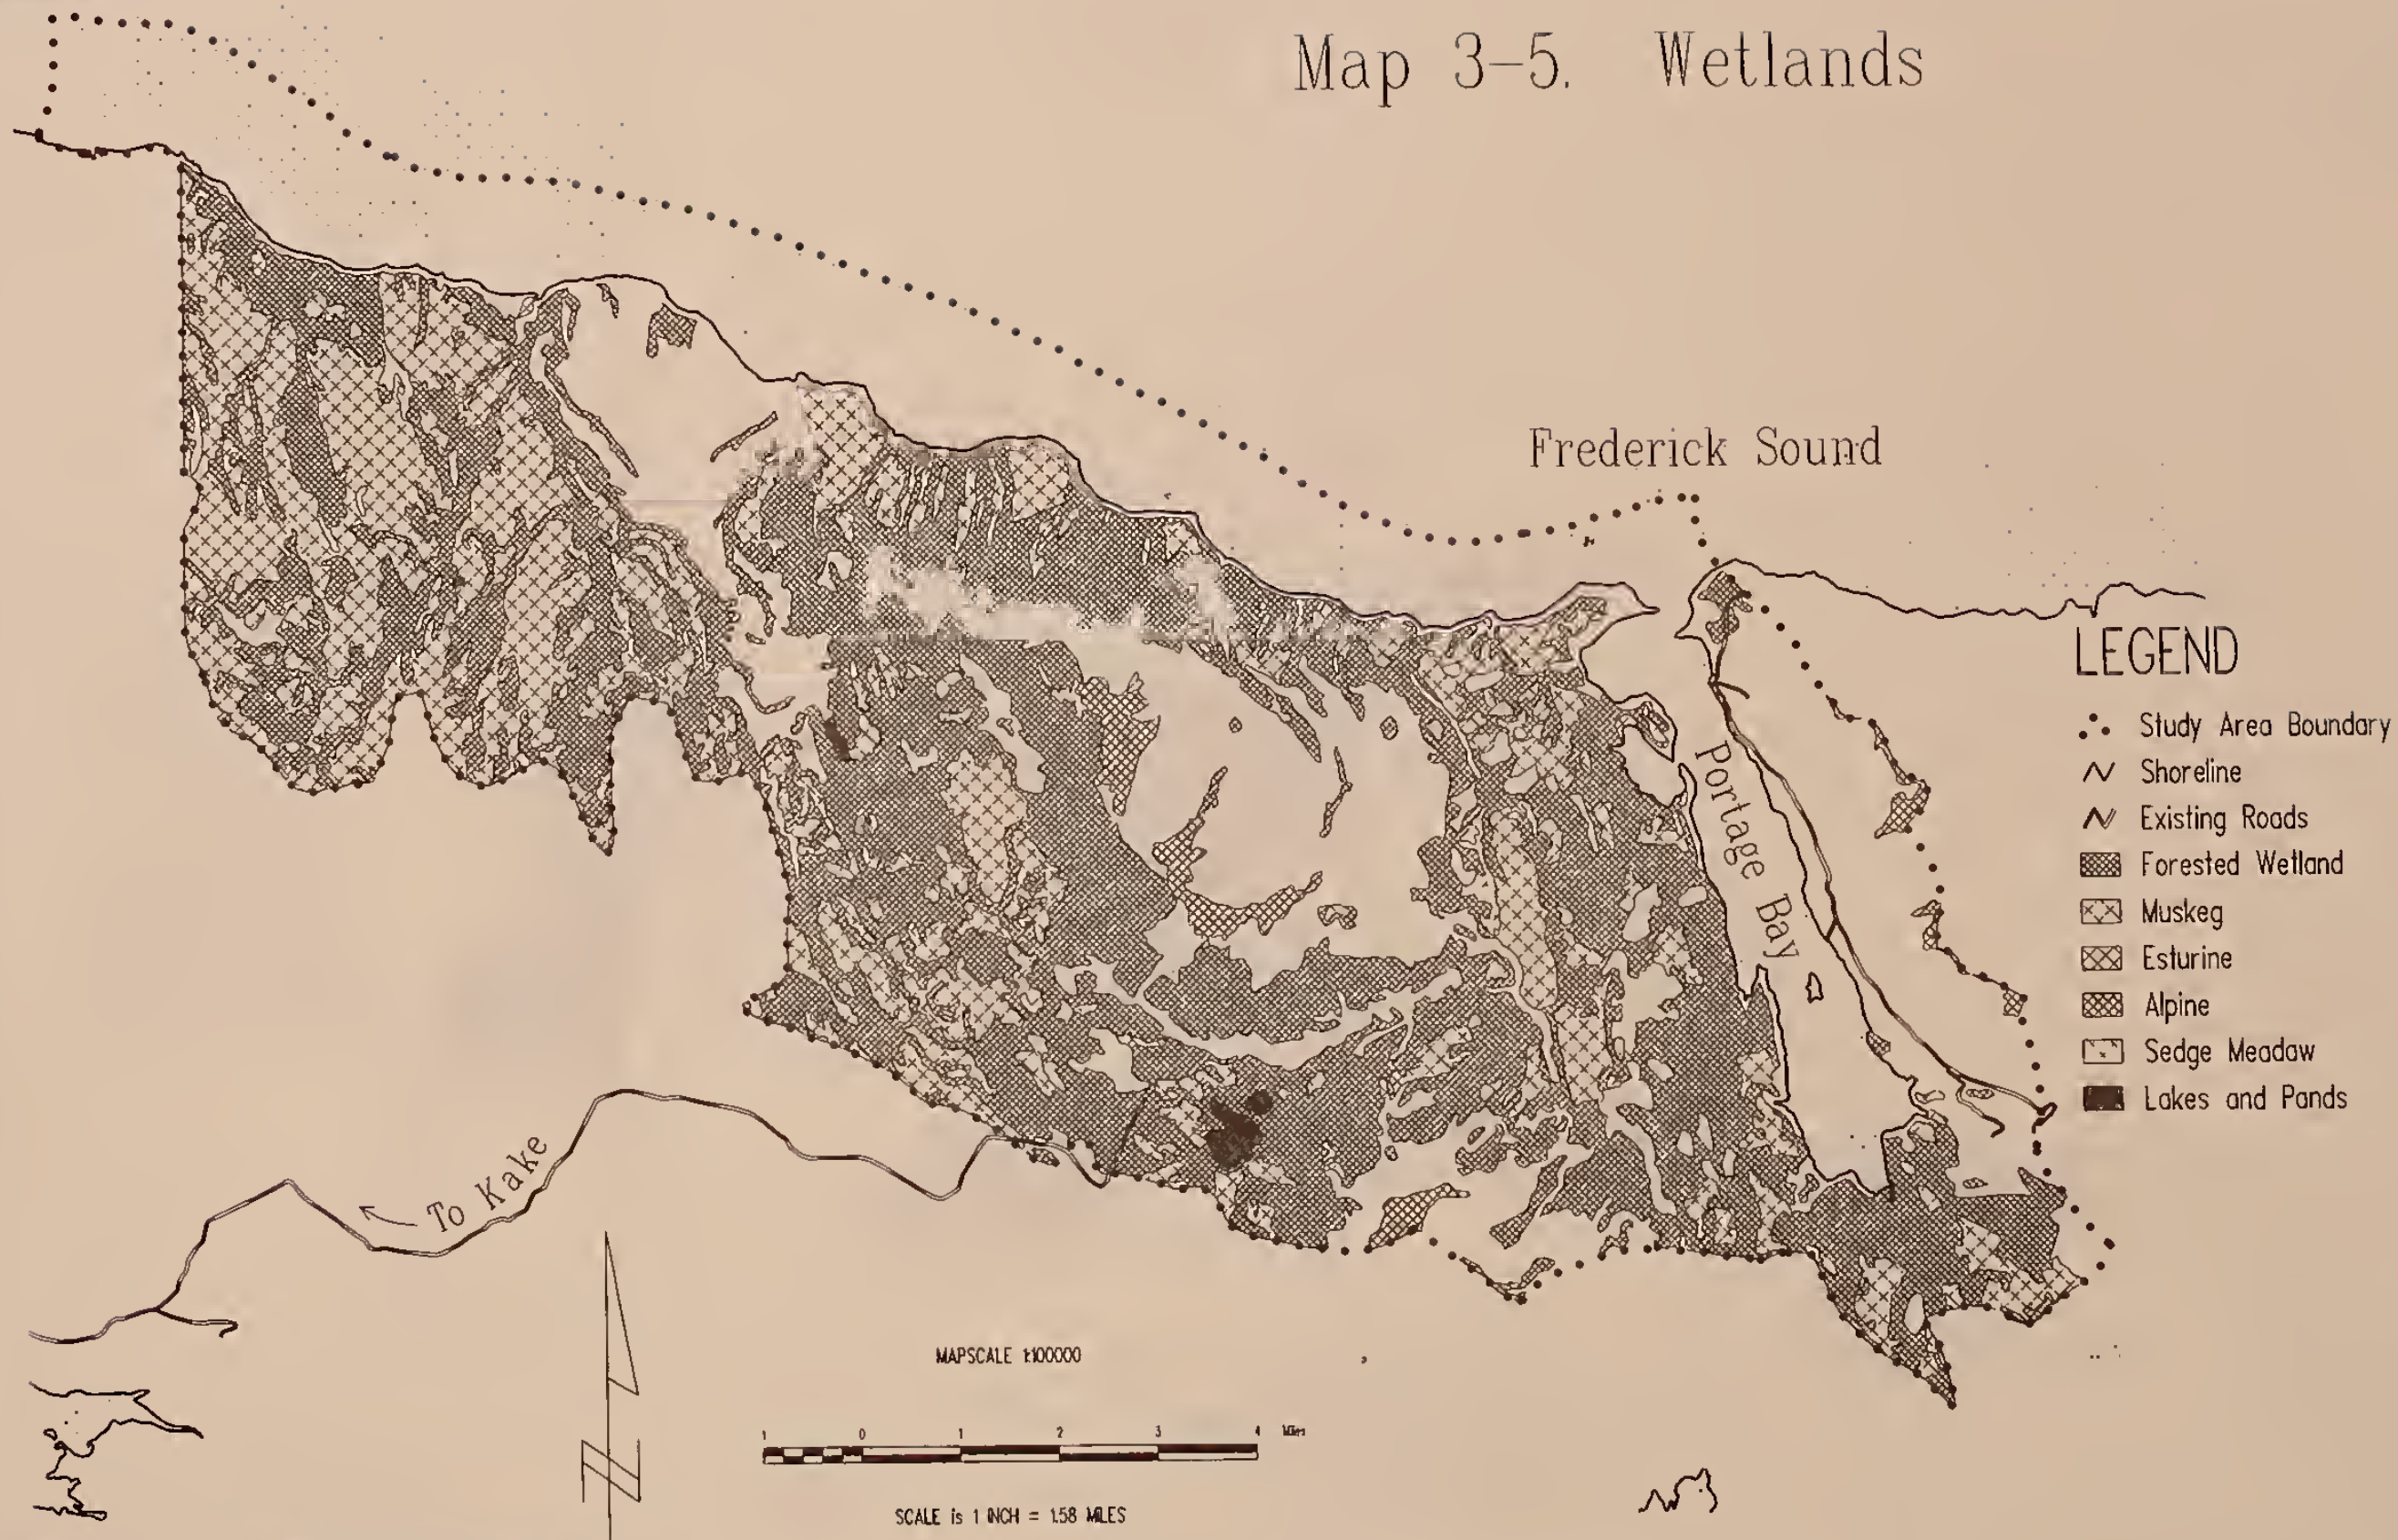 Map 3-5. Wetlands
Frederick Sound
Portage Bay
LEGEND
Study Area Boundary
Shoreline
Existing Roads
Forested Wetland
Muskeg
Esturine
Alpine
Sedge Meadow
Lakes and Pands
To Kake
MAPSCALE 1:100000
1 0 1 2 3 4 Miles
SCALE is 1 INCH = 1.58 MILES
N